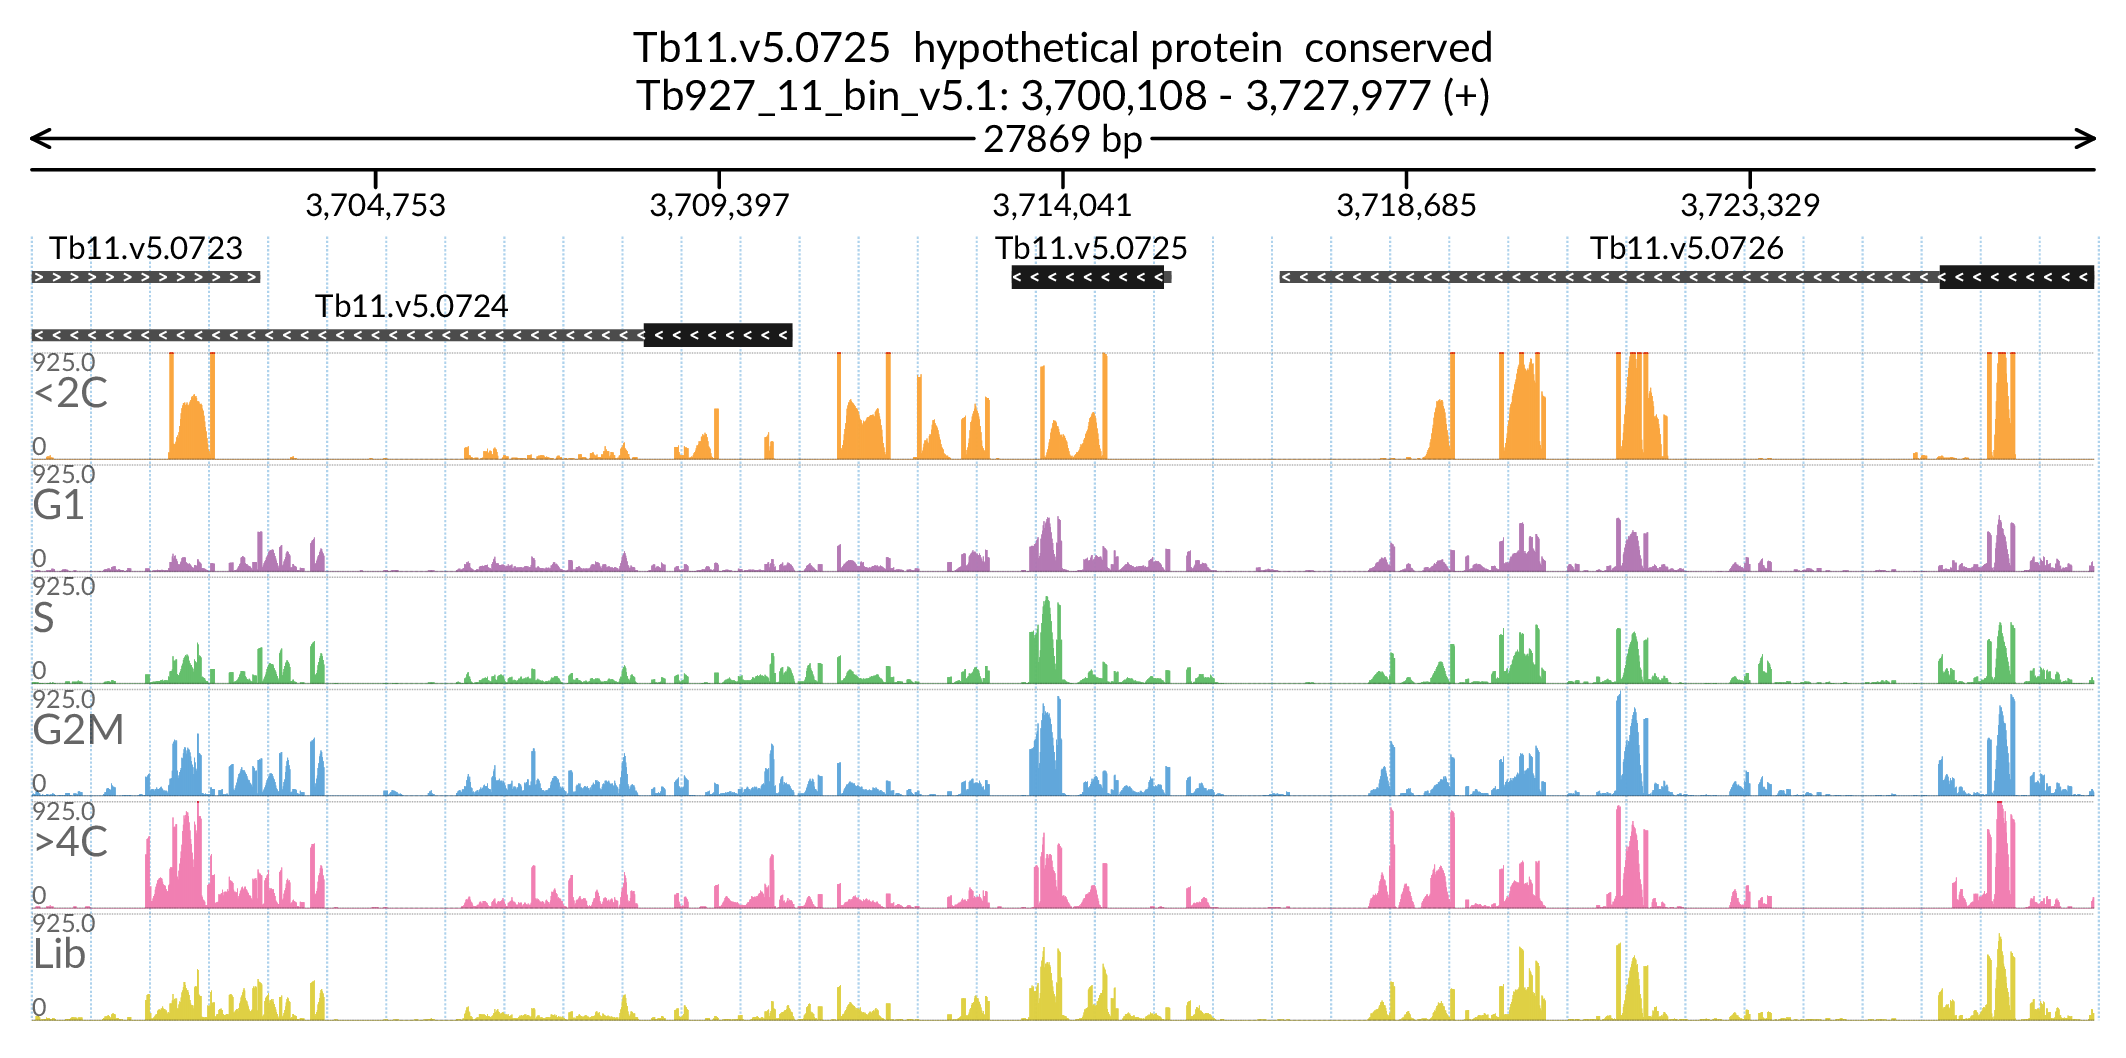 Tb11.v5.0725  hypothetical protein  conserved
Tb927_11_bin_v5.1: 3,700,108 - 3,727,977 (+)
27869 bp
3,704,753 3,709,397 3,714,041 3,718,685 3,723,329
Tb11.v5.0723 Tb11.v5.0725 Tb11.v5.0726
Tb11.v5.0724
925.0
<2C
0
925.0
G1
0
925.0
S
0
925.0
G2M
0
925.0
>4C
0
925.0
Lib
0